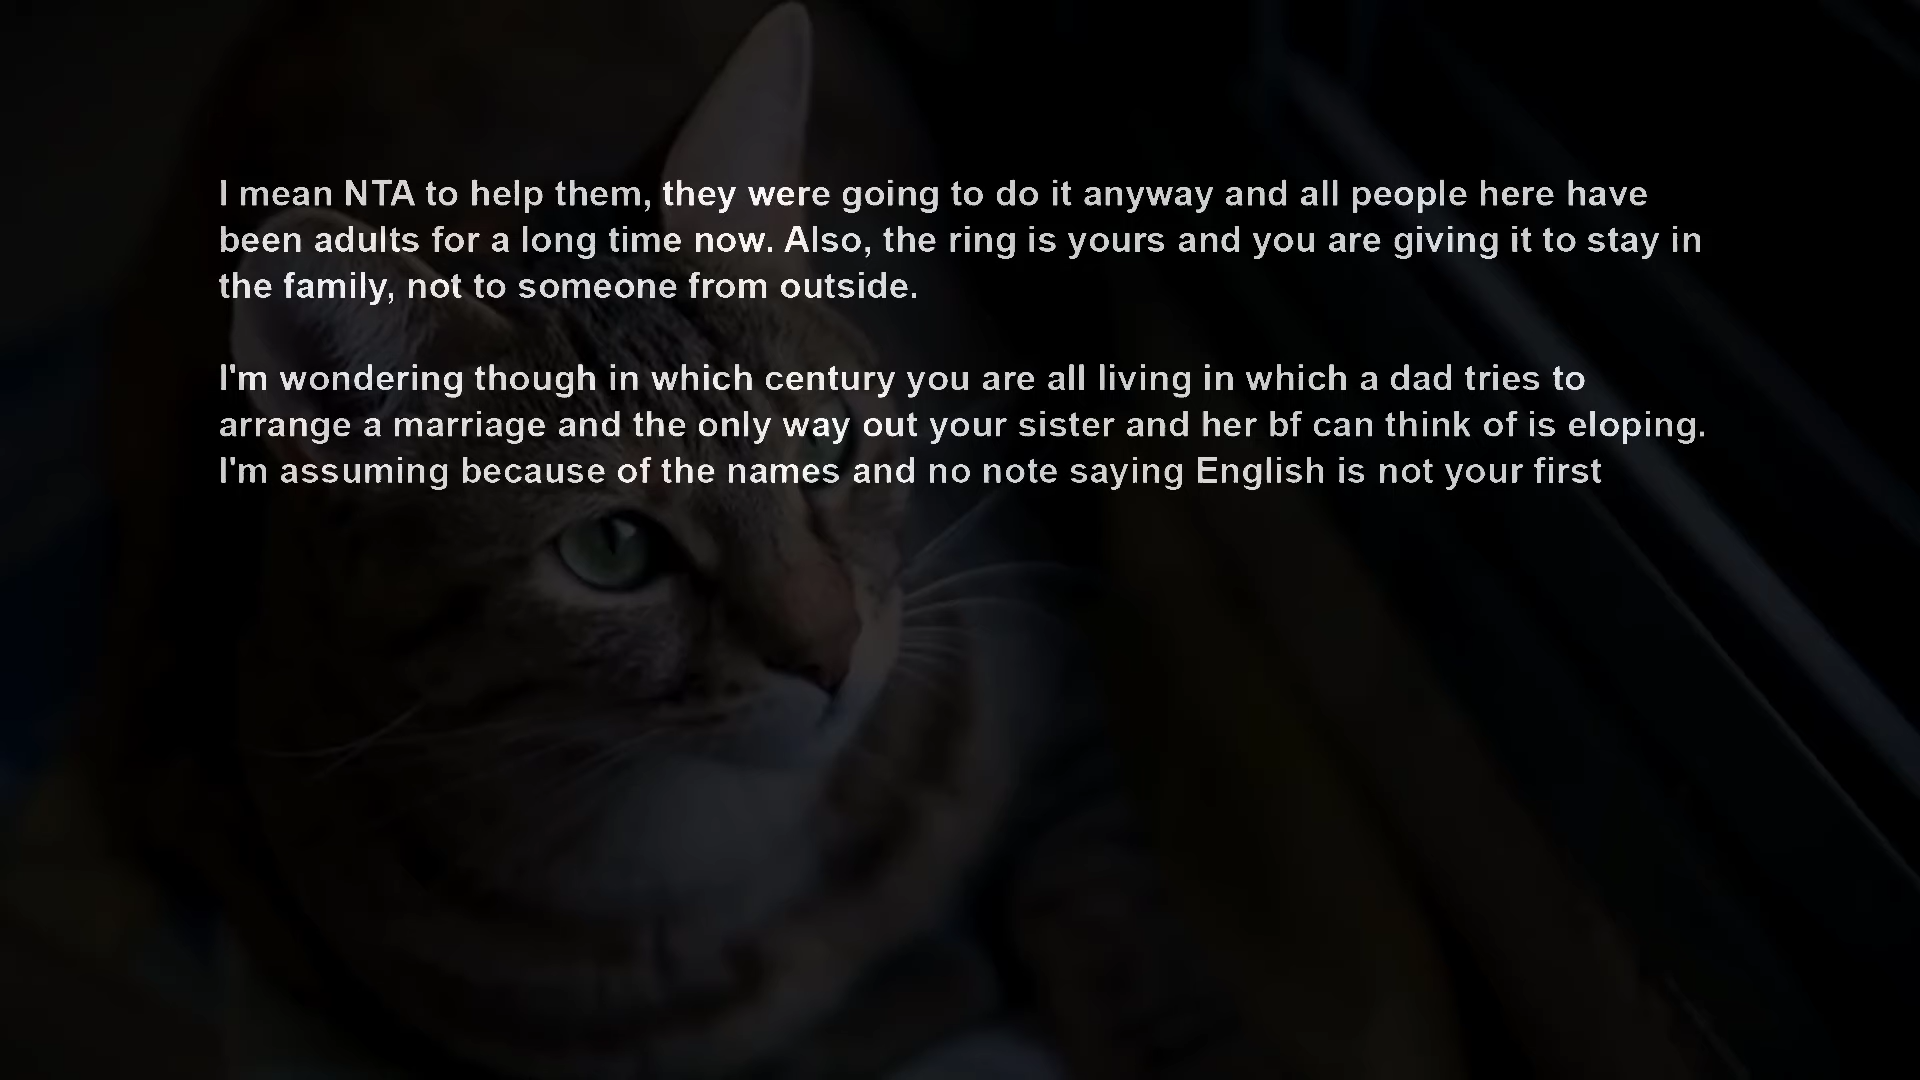 I mean NTA to help them, they were going to do it anyway and all people here have
been adults for a long time now. Also, the ring is yours and you are giving it to stay in
the family, not to someone from outside.
I'm wondering though in which century you are all living in which a dad tries to
arrange a marriage and the only way out your sister and her bf can think of is eloping.
I'm assuming because of the names and no note saying English is not your first